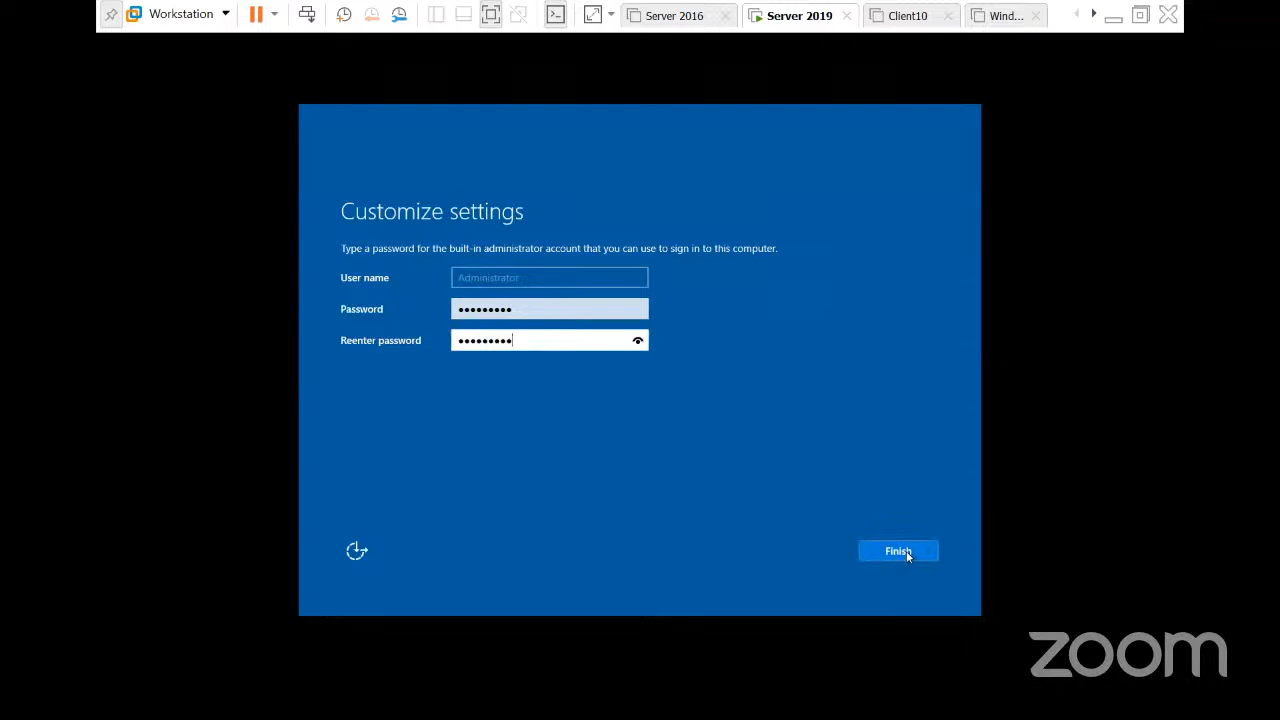 Workstation
Server 2016
Server 2019
Client10
Wind...
Customize settings
Type a password for the built-in administrator account that you can use to sign in to this computer.
User name
Administrator
Password
•••••••••
Reenter password
•••••••••
Finish
zoom